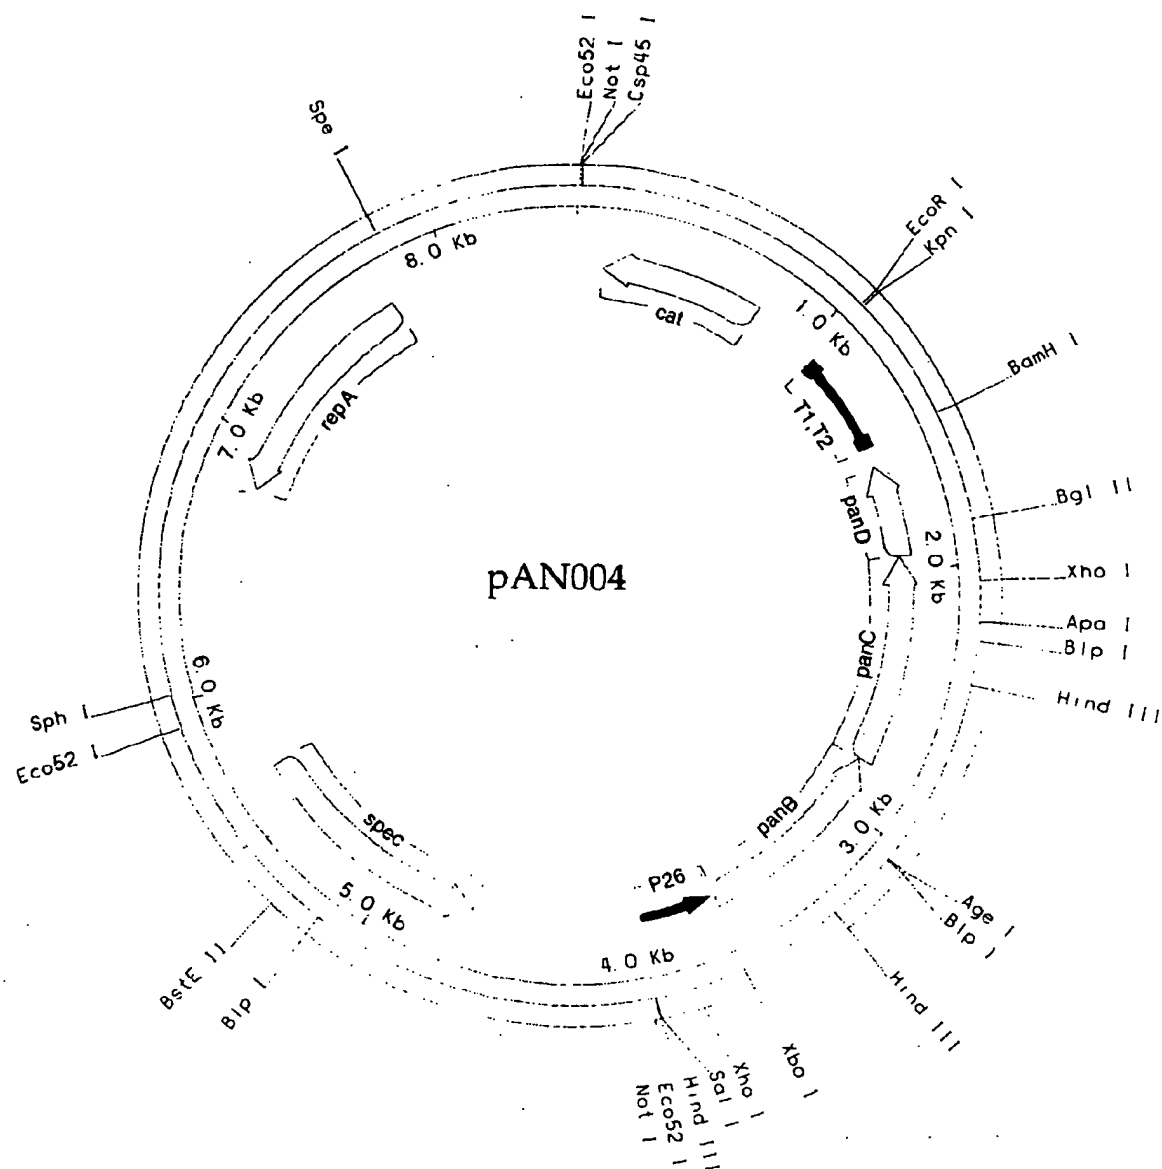 Eco52 I
Not I
Csp45 I
Spe I
EcoR I
Kpn I
8.0 Kb
cat
1.0 Kb
BamH I
repA
7.0 Kb
T1,T2
Bgl II
panD
2.0 Kb
pAN004
Xho I
Apa I
Blp I
panC
Hind III
6.0 Kb
Sph I
Eco52 I
spec
panB
3.0 Kb
P26
5.0 Kb
Age I
Blp I
BstE II
Blp I
4.0 Kb
Hind III
Xbo I
Xho I
Sal I
Hind III
Eco52 I
Not I